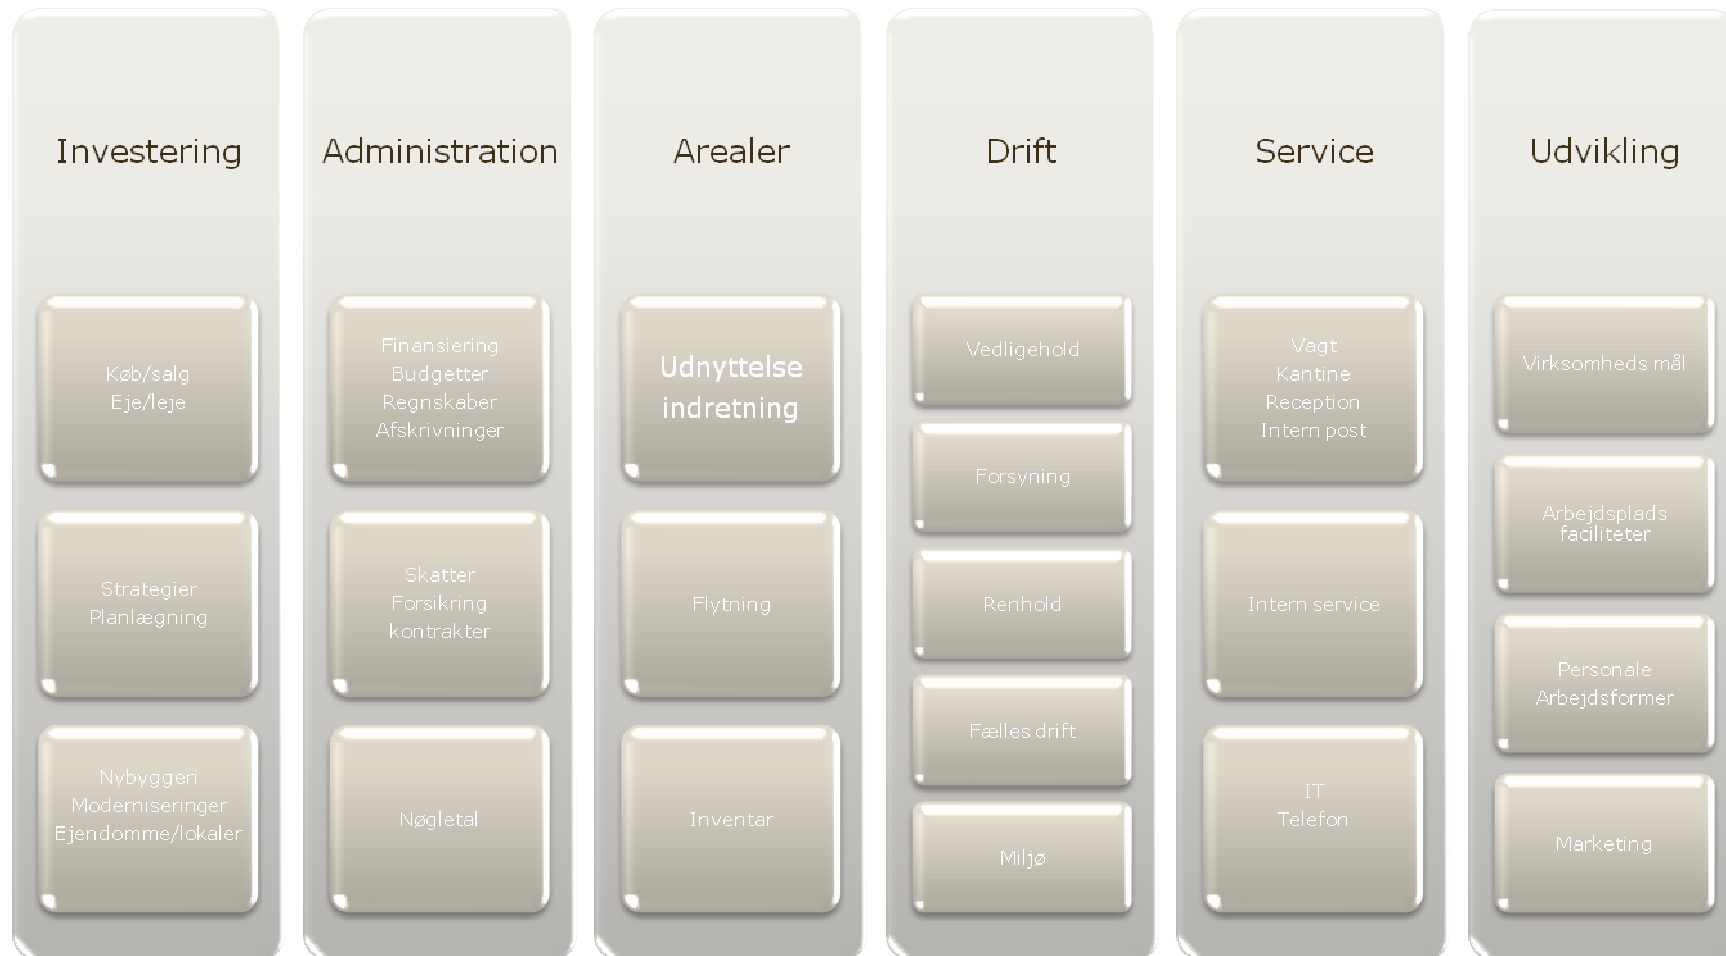 Investering
Køb/salg
Eje/leje
Strategier
Planlægning
Nybyggeri
Moderniseringer
Ejendomme/lokaler
Administration
Finansiering
Budgetter
Regnskaber
Afskrivninger
Skatter
Forsikring
kontrakter
Nøgletal
Arealer
Udnyttelse
indretning
Flytning
Inventar
Drift
Vedligehold
Forsyning
Renhold
Fælles drift
Miljø
Service
Vagt
Kantine
Reception
Intern post
Intern service
IT
Telefon
Udvikling
Virksomheds mål
Arbejdsplads
faciliteter
Personale
Arbejdsformer
Marketing